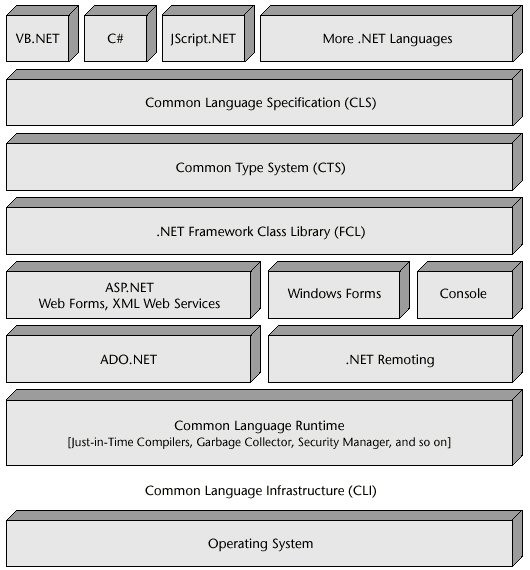 VB.NET
C#
JScript.NET
More .NET Languages
Common Language Specification (CLS)
Common Type System (CTS)
.NET Framework Class Library (FCL)
ASP.NET
Web Forms, XML Web Services
Windows Forms
Console
ADO.NET
.NET Remoting
Common Language Runtime
[Just-in-Time Compilers, Garbage Collector, Security Manager, and so on]
Common Language Infrastructure (CLI)
Operating System